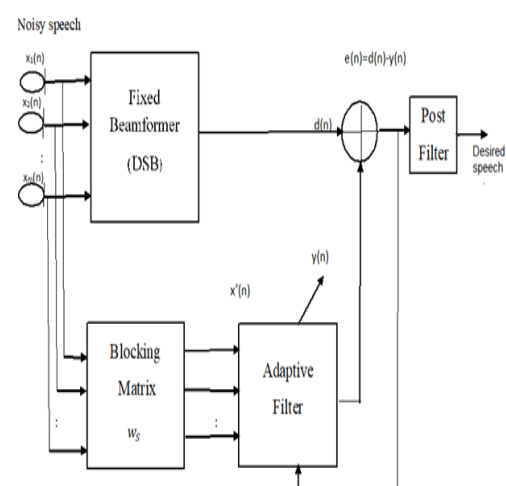 Noisy speech
x₁(n)
x₂(n)
:
xₘ(n)
Fixed
Beamformer
(DSB)
d(n)
e(n)=d(n)-y(n)
Post
Filter
Desired
speech
y(n)
x'(n)
Blocking
Matrix
wₛ
:
:
Adaptive
Filter